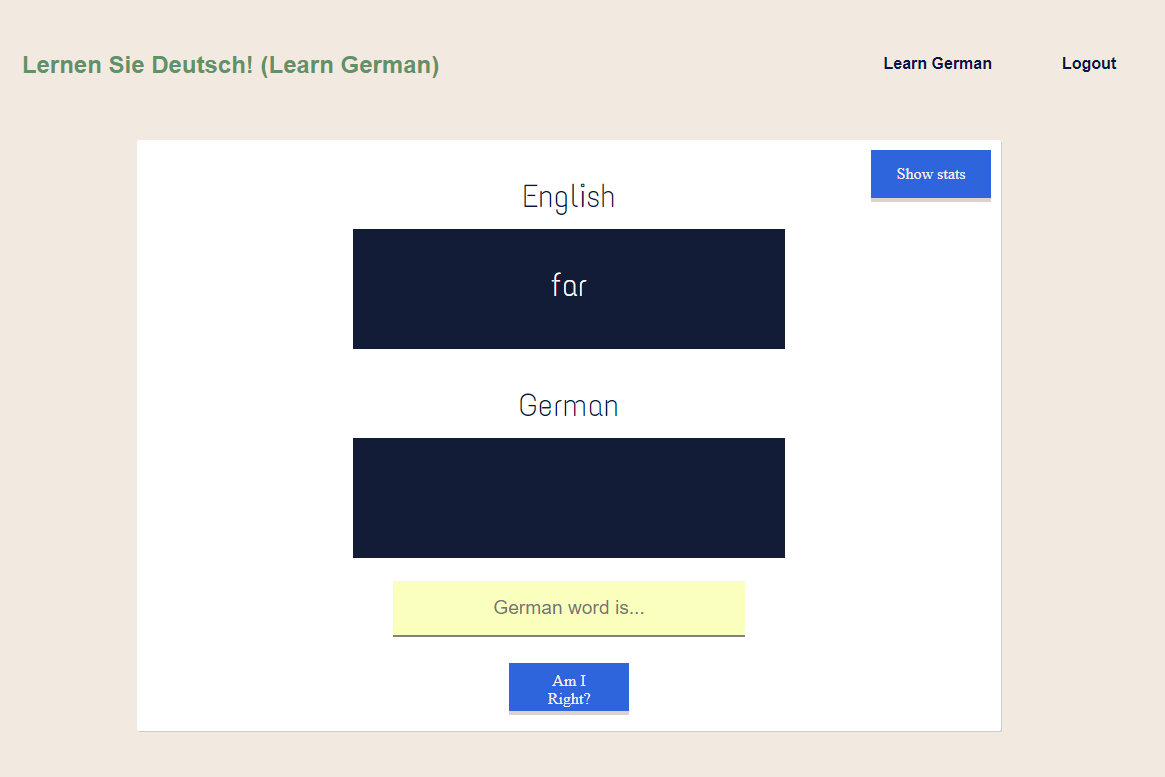 Lernen Sie Deutsch! (Learn German)
Learn German
Logout
Show stats
English
far
German
German word is...
Am I
Right?